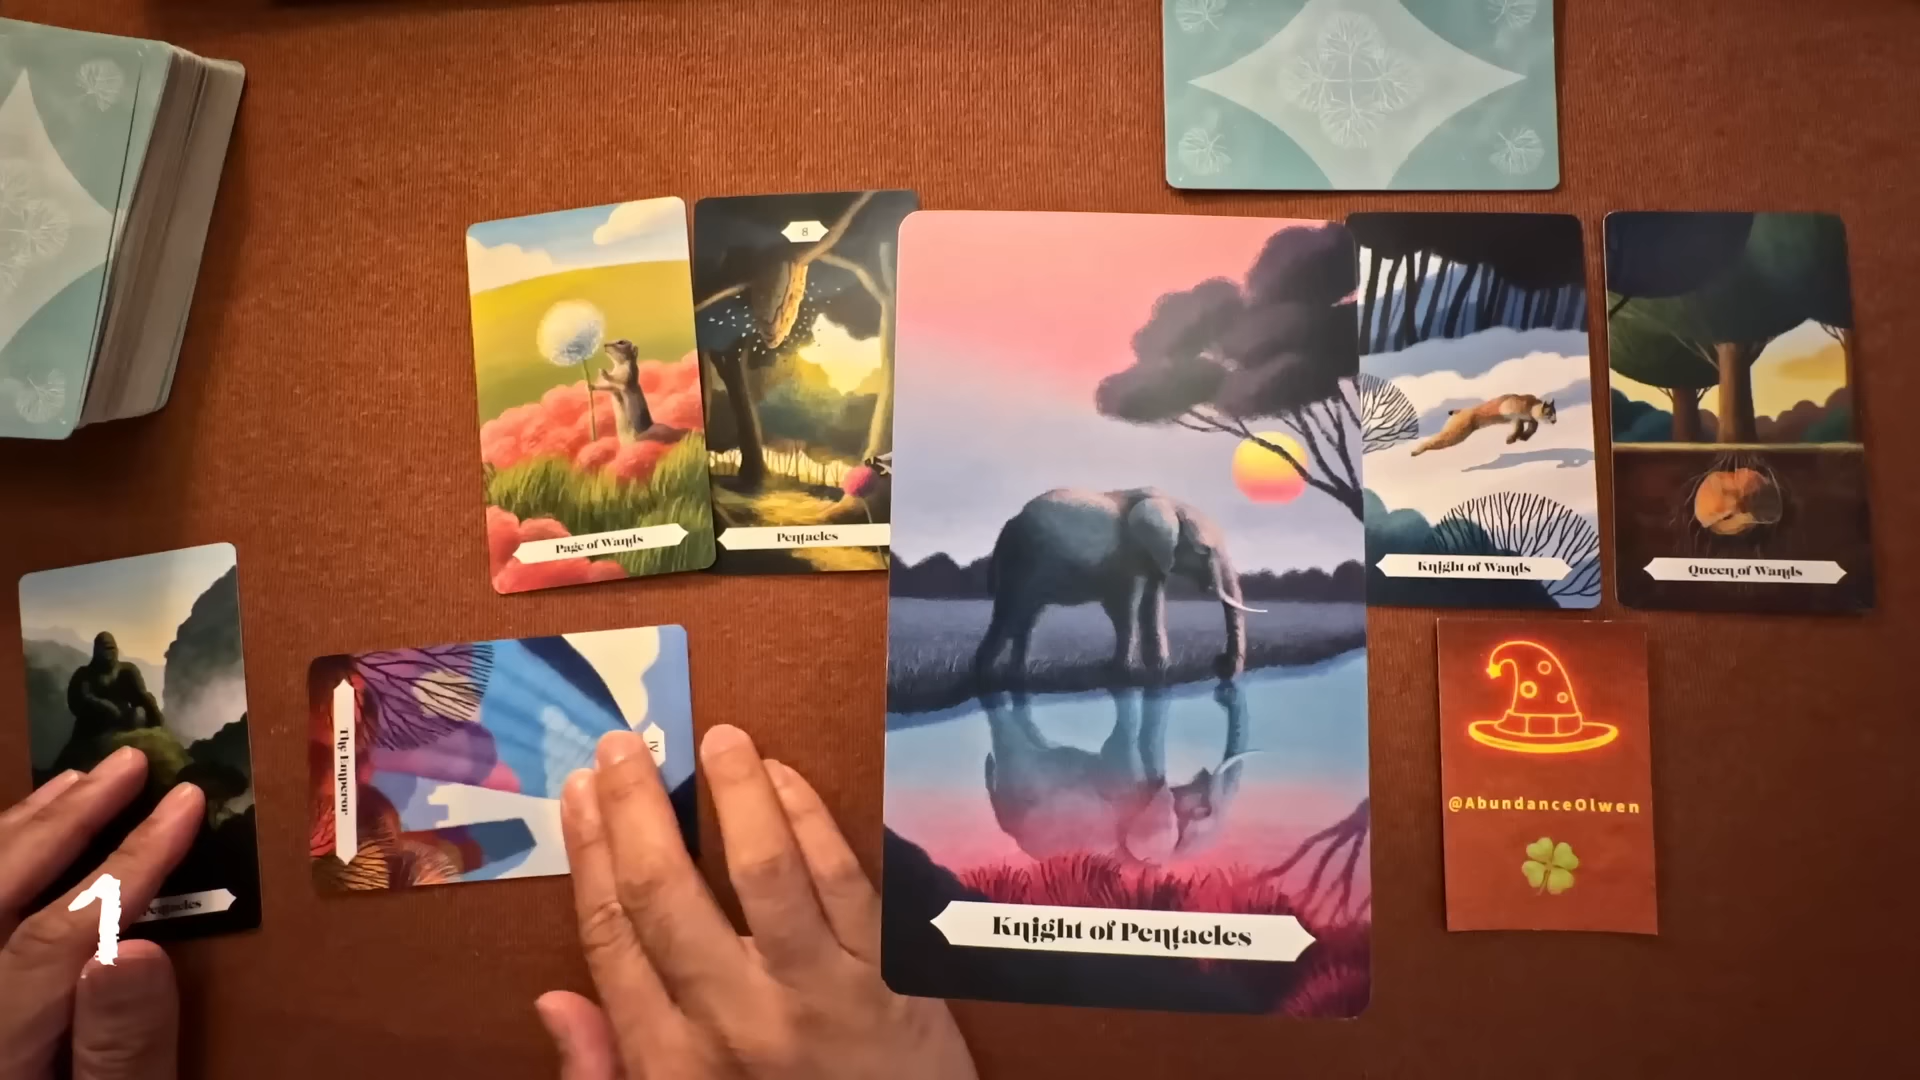 8
Page of Wands
Pentacles
Knight of Wands
Queen of Wands
The Emperor
IV
Knight of Pentacles
@AbundanceOlwen
Pentacles
1